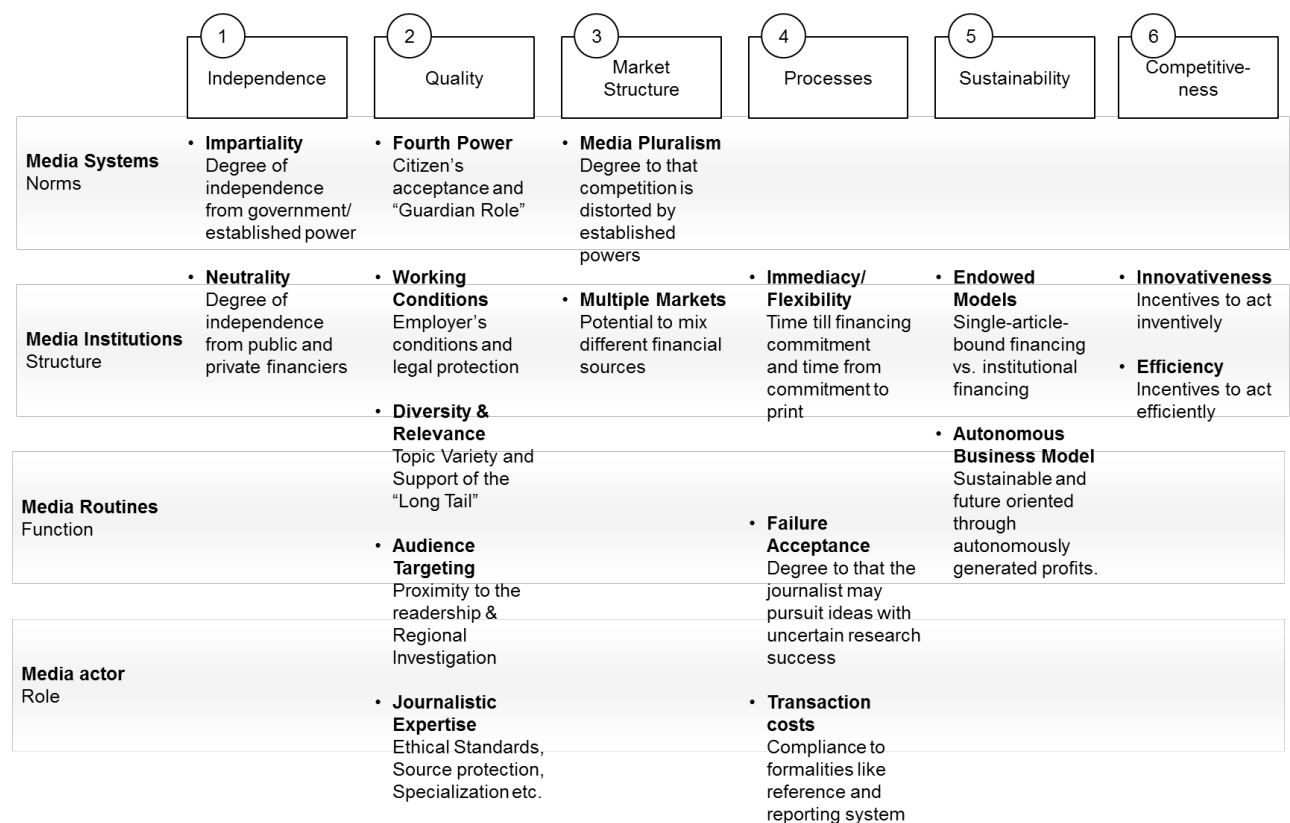 1
Independence
2
Quality
3
Market
Structure
4
Processes
5
Sustainability
6
Competitive-
ness
Media Systems
Norms
• Impartiality
Degree of
independence
from government/
established power
• Fourth Power
Citizen’s
acceptance and
“Guardian Role”
• Media Pluralism
Degree to that
competition is
distorted by
established
powers
Media Institutions
Structure
• Neutrality
Degree of
independence
from public and
private financiers
• Working
Conditions
Employer’s
conditions and
legal protection
• Multiple Markets
Potential to mix
different financial
sources
• Immediacy/
Flexibility
Time till financing
commitment
and time from
commitment to
print
• Endowed
Models
Single-article-
bound financing
vs. institutional
financing
• Innovativeness
Incentives to act
inventively
• Efficiency
Incentives to act
efficiently
Media Routines
Function
• Diversity &
Relevance
Topic Variety and
Support of the
“Long Tail”
• Audience
Targeting
Proximity to the
readership &
Regional
Investigation
• Failure
Acceptance
Degree to that the
journalist may
pursuit ideas with
uncertain research
success
• Autonomous
Business Model
Sustainable and
future oriented
through
autonomously
generated profits.
Media actor
Role
• Journalistic
Expertise
Ethical Standards,
Source protection,
Specialization etc.
• Transaction
costs
Compliance to
formalities like
reference and
reporting system